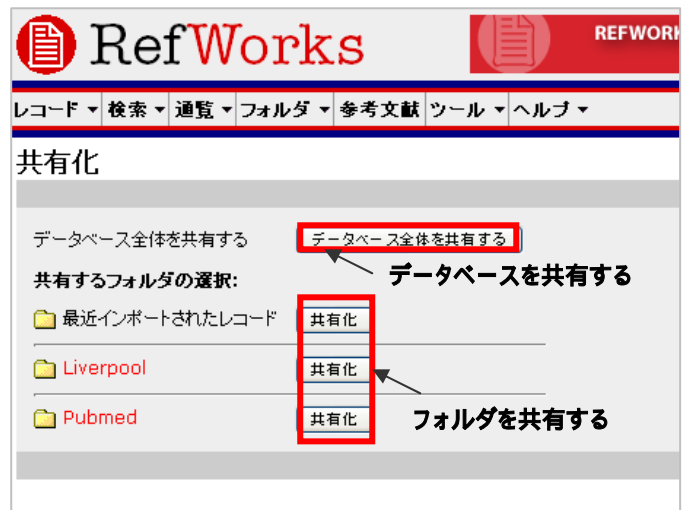 RefWorks
REFWORK
レコード ▼ 検索 ▼ 通覧 ▼ フォルダ ▼ 参考文献 ツール ▼ ヘルプ ▼
共有化
データベース全体を共有する データベース全体を共有する
データベースを共有する
共有するフォルダの選択:
最近インポートされたレコード 共有化
Liverpool 共有化
フォルダを共有する
Pubmed 共有化